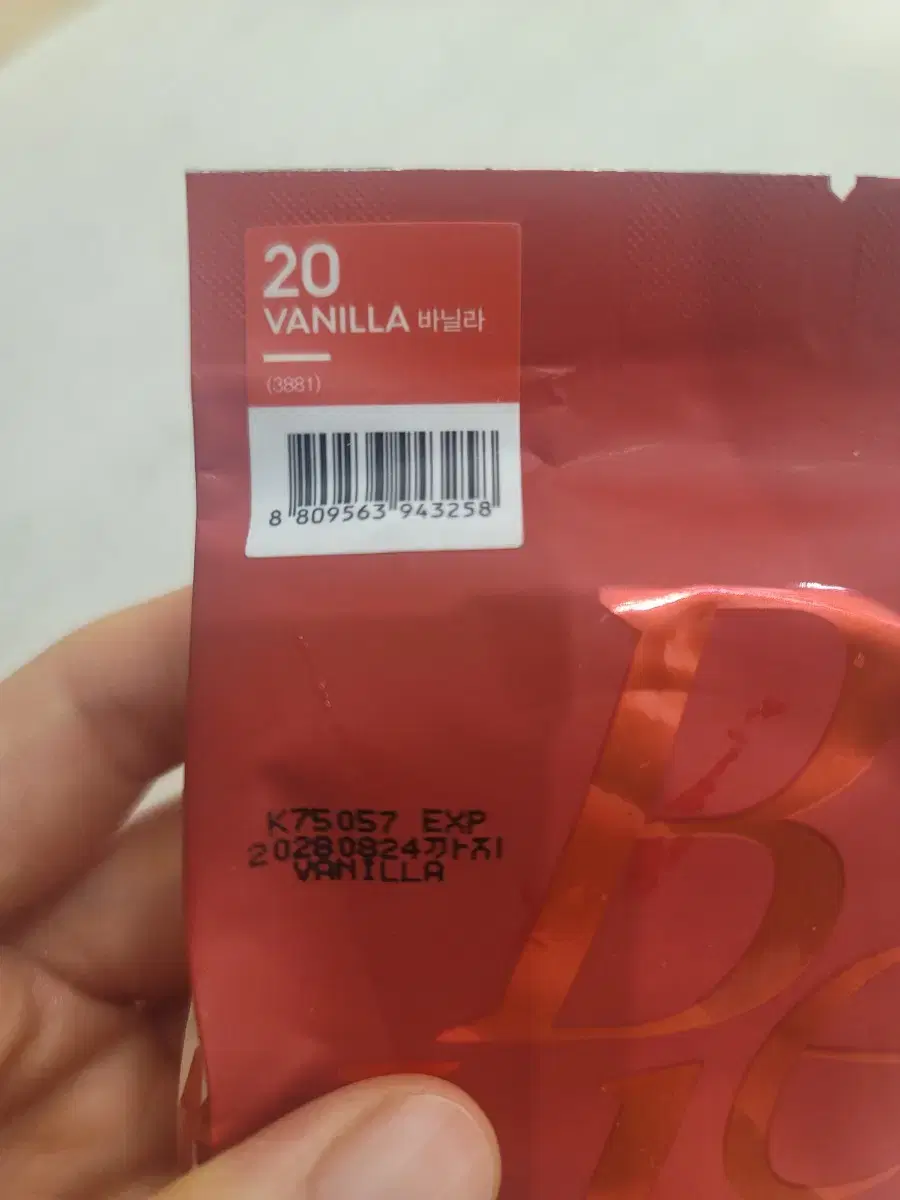 20
VANILLA 바닐라
(3881)
8 809563 943258
K75057 EXP
20280824까지
VANILLA
Be